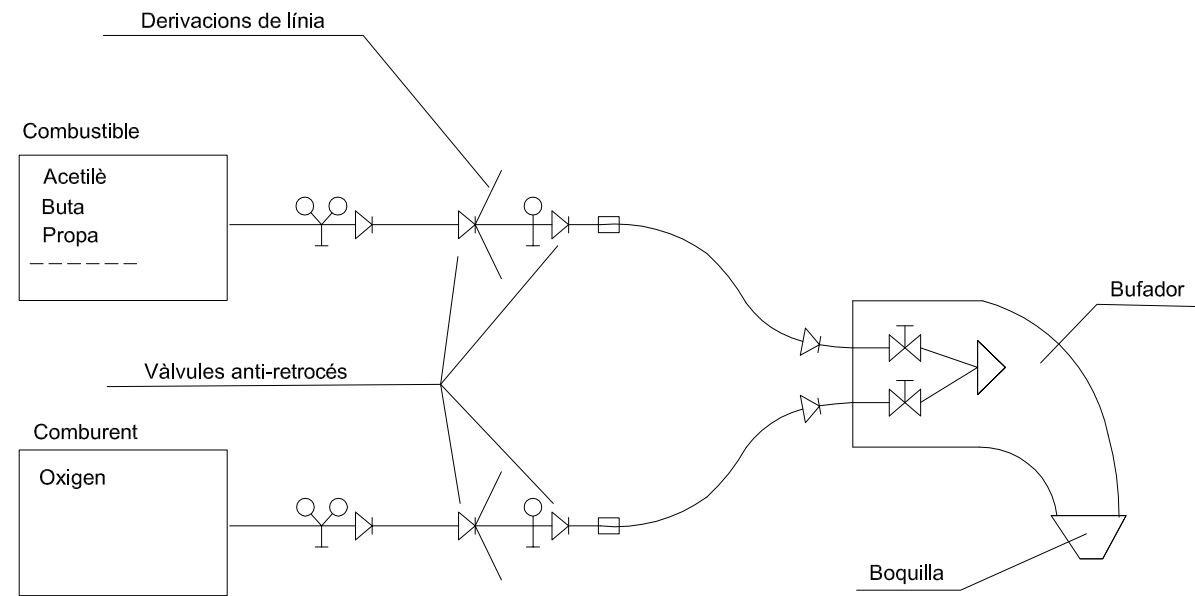 Derivacions de línia
Combustible
Acetilè
Buta
Propa
Bufador
Vàlvules anti-retrocés
Comburent
Oxigen
Boquilla